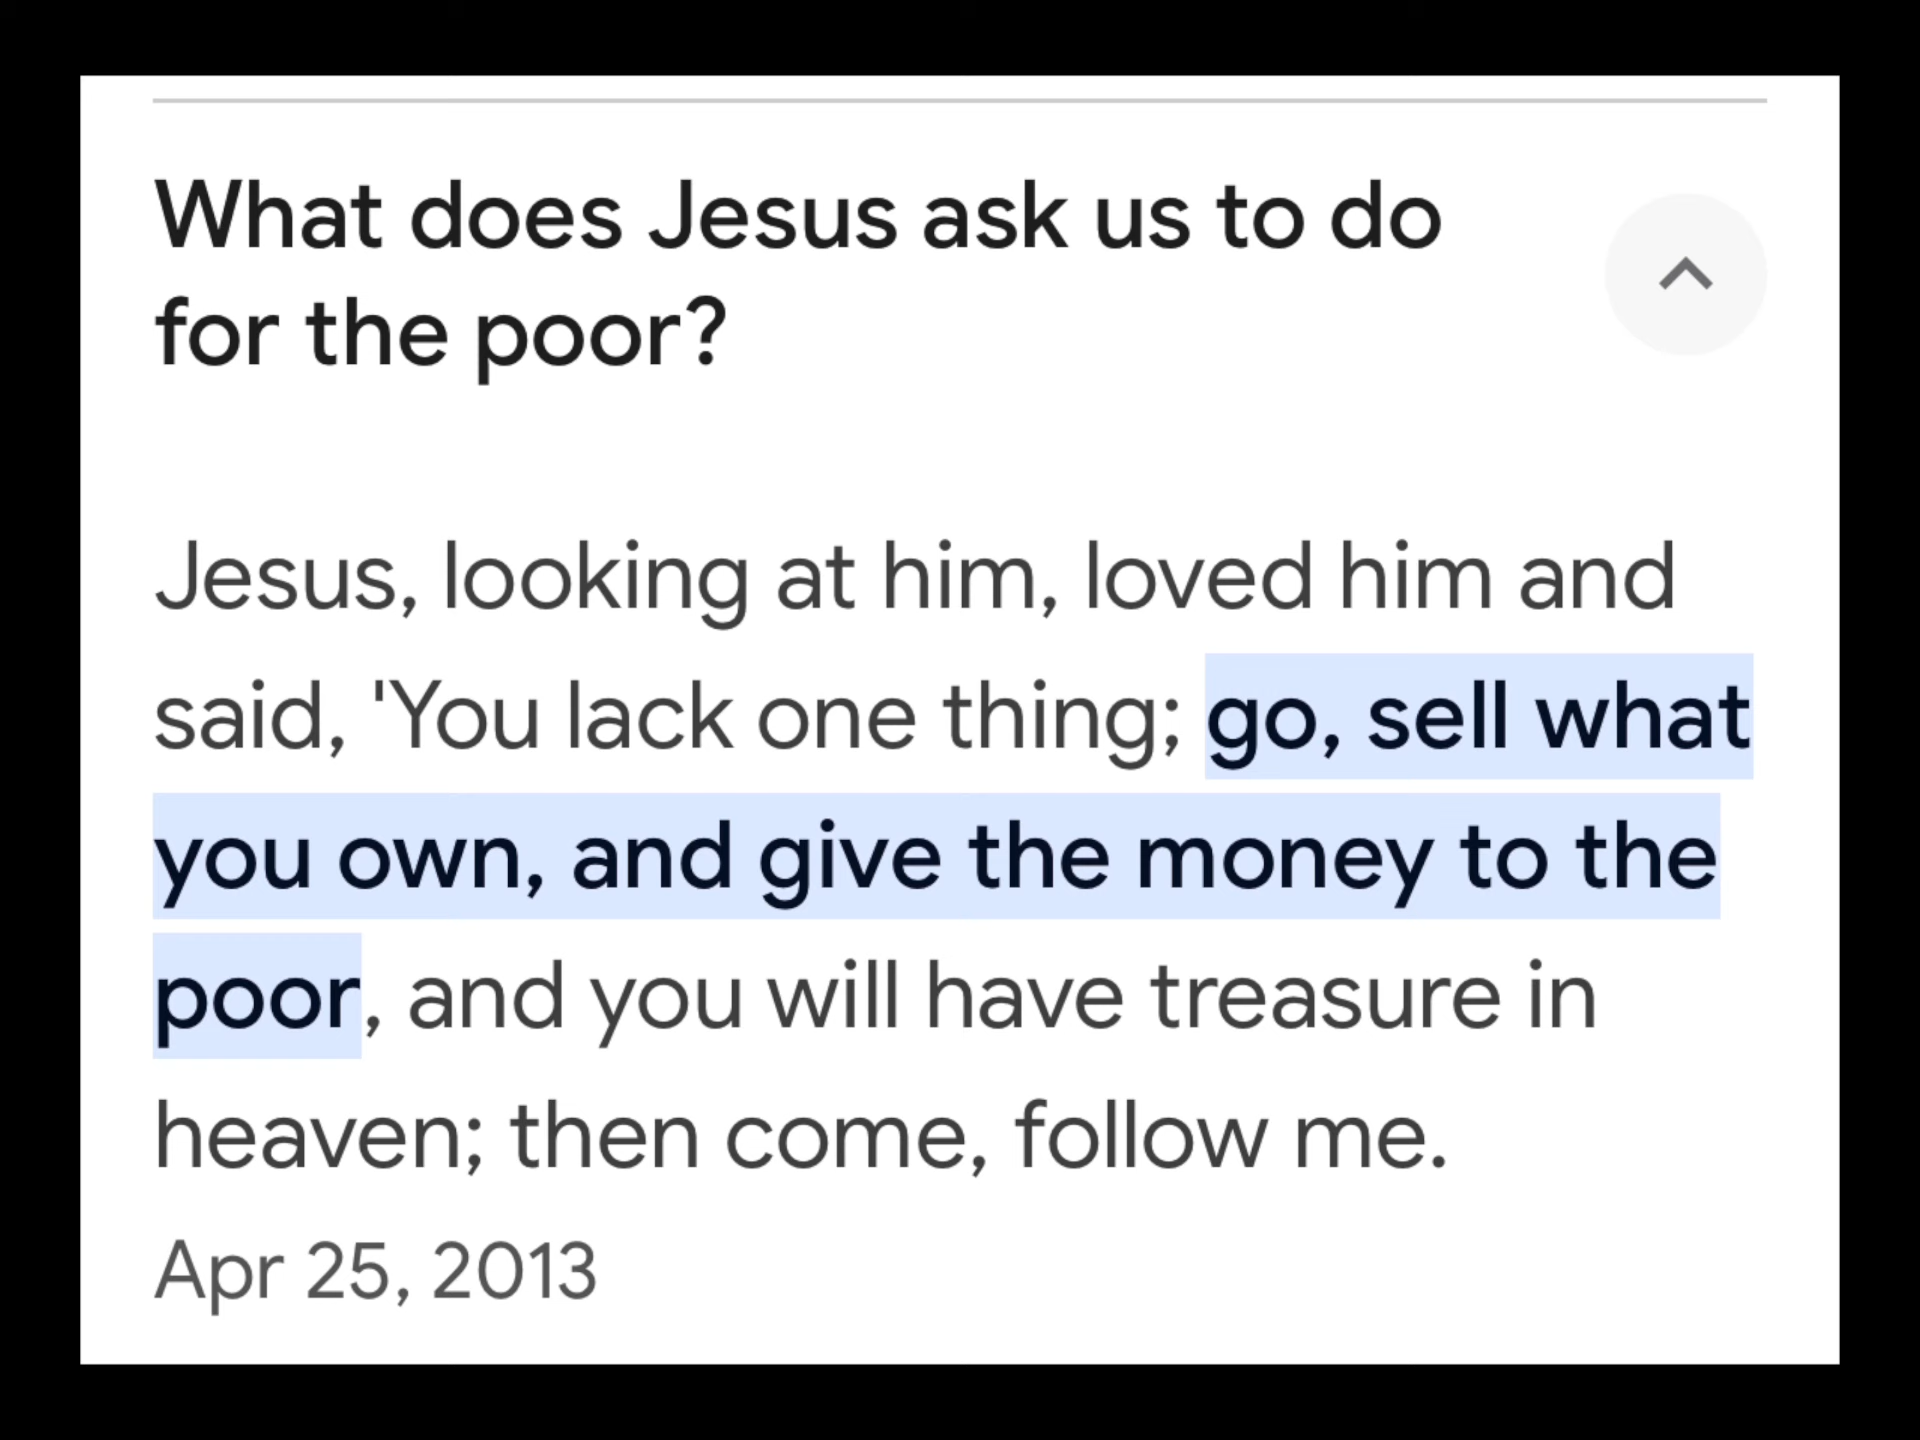 What does Jesus ask us to do
for the poor?
Jesus, looking at him, loved him and
said, 'You lack one thing; go, sell what
you own, and give the money to the
poor, and you will have treasure in
heaven; then come, follow me.
Apr 25, 2013